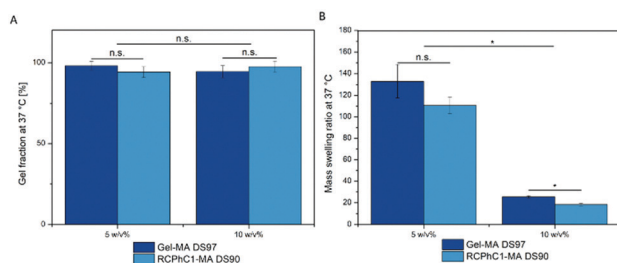 A
n.s.
n.s.
n.s.
100
50
0
Gel fraction at 37 °C [%]
5 w/v%
10 w/v%
Gel-MA DS97
RCPhC1-MA DS90
B
180
160
140
120
100
80
60
40
20
0
Mass swelling ratio at 37 °C
*
n.s.
*
5 w/v%
10 w/v%
Gel-MA DS97
RCPhC1-MA DS90